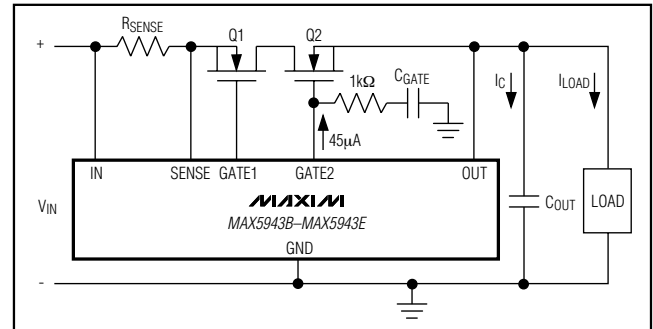 RSENSE Q1 Q2
+
1kΩ CGATE IC ILOAD
45µA
IN SENSE GATE1 GATE2 OUT
VIN MAXIM COUT LOAD
MAX5943B–MAX5943E
GND
-